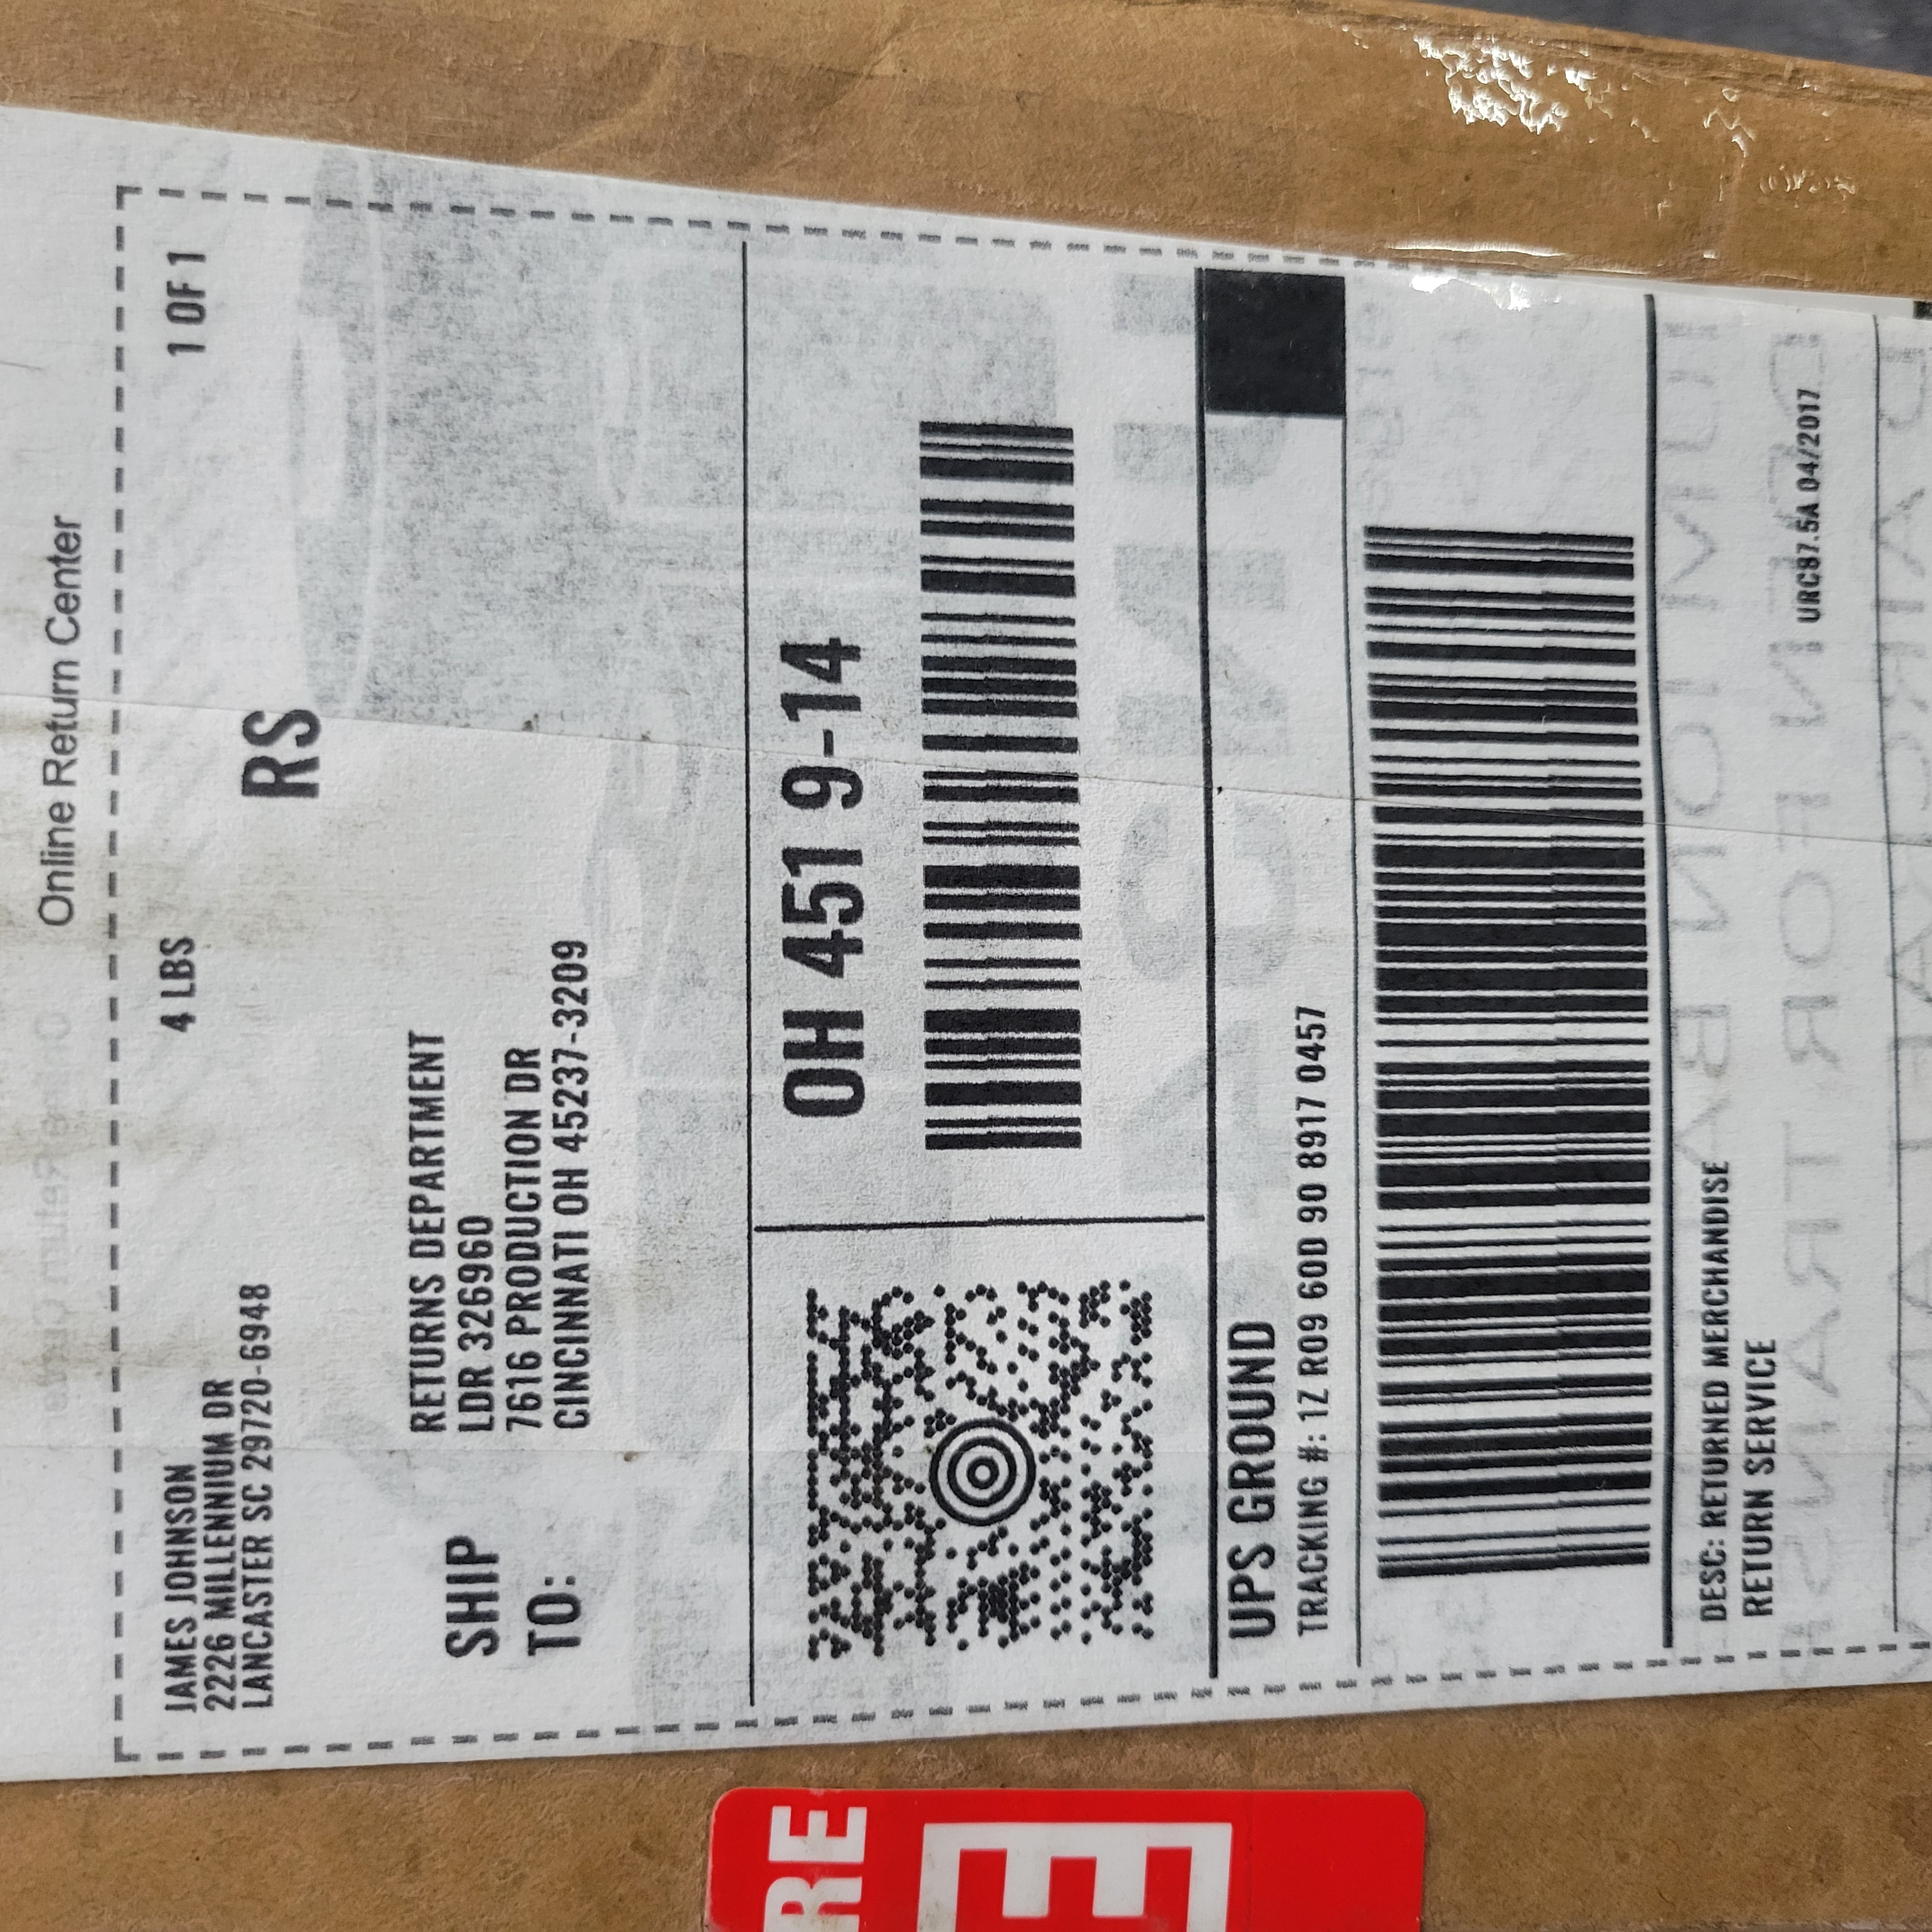 Online Return Center
JAMES JOHNSON
2226 MILLENNIUM DR
LANCASTER SC 29720-6948
4 LBS
1 OF 1
RS
SHIP
TO:
RETURNS DEPARTMENT
LDR 326960
7616 PRODUCTION DR
CINCINNATI OH 45237-3209
OH 451 9-14
UPS GROUND
TRACKING #: 1Z R09 60D 90 8917 0457
DESC: RETURNED MERCHANDISE
RETURN SERVICE
URC87.5A 04/2017
RE
E